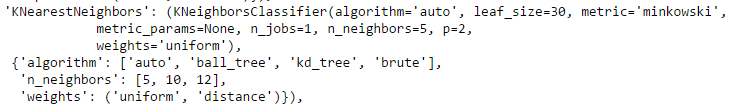 'KNearestNeighbors': (KNeighborsClassifier(algorithm='auto', leaf_size=30, metric='minkowski',
metric_params=None, n_jobs=1, n_neighbors=5, p=2,
weights='uniform'),
{'algorithm': ['auto', 'ball_tree', 'kd_tree', 'brute'],
'n_neighbors': [5, 10, 12],
'weights': ('uniform', 'distance')}),